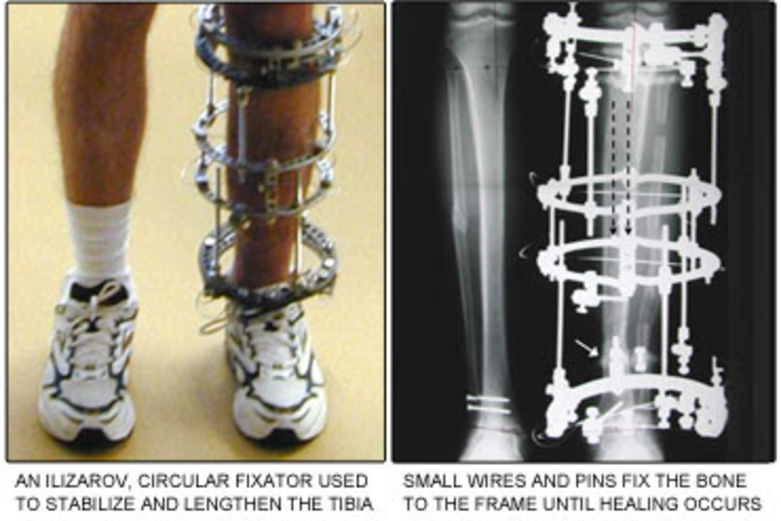 AN ILIZAROV, CIRCULAR FIXATOR USED
TO STABILIZE AND LENGTHEN THE TIBIA
SMALL WIRES AND PINS FIX THE BONE
TO THE FRAME UNTIL HEALING OCCURS